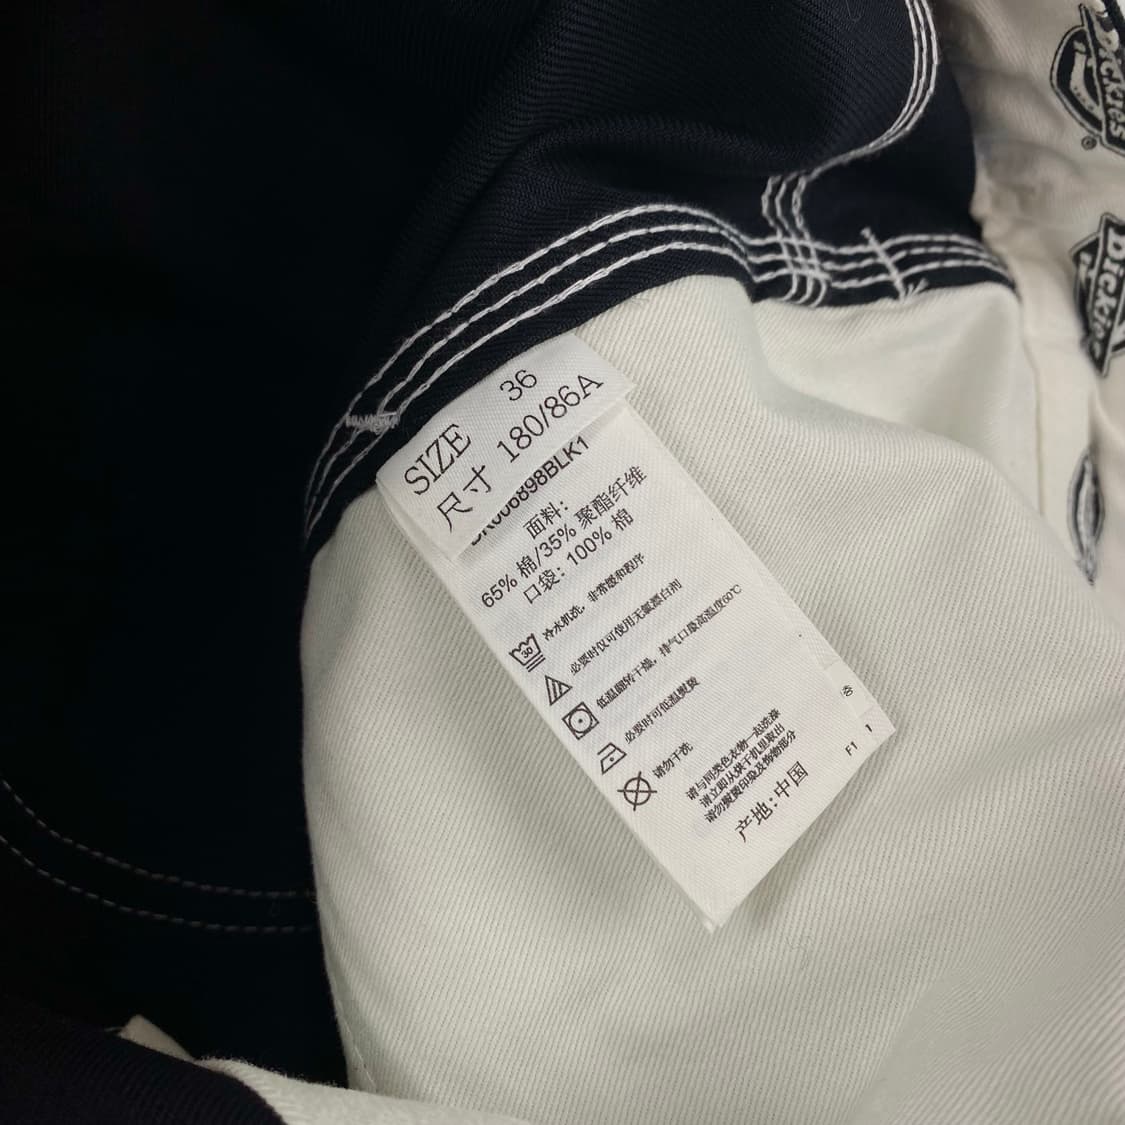 Dickies
®
Dickies
SIZE 36
尺寸 180/86A
DK006898BLK1
面料:
65% 棉/35% 聚酯纤维
口袋: 100% 棉
30
冷水机洗，非常缓和程序
必要时仅可使用无氯漂白剂
低温翻转干燥，排气口最高温度60℃
必要时可低温熨烫
请勿干洗
请与同类色衣物一起洗涤
请立即从烘干机里取出
请勿熨烫印染及饰物部分
产地: 中国
F1 1